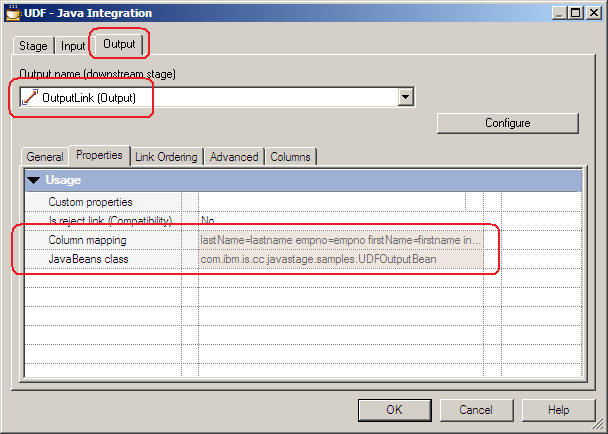 UDF - Java Integration
Stage Input Output
Output name (downstream stage)
OutputLink (Output)
Configure
General Properties Link Ordering Advanced Columns
Usage
Custom properties
Is reject link (Compatibility) No
Column mapping lastName=lastname empno=empno firstName=firstname in...
JavaBeans class com.ibm.is.cc.javastage.samples.UDFOutputBean
OK Cancel Help